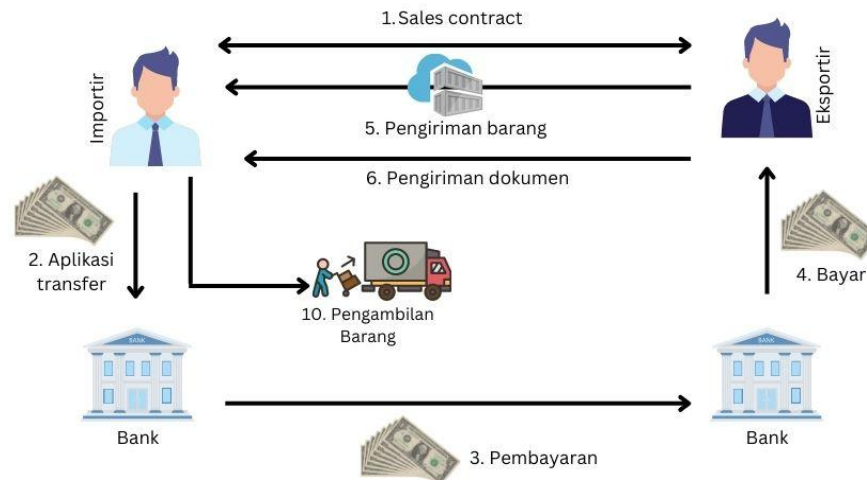 1. Sales contract
Importir
Eksportir
5. Pengiriman barang
6. Pengiriman dokumen
2. Aplikasi
transfer
4. Bayar
10. Pengambilan
Barang
BANK
BANK
Bank
Bank
3. Pembayaran